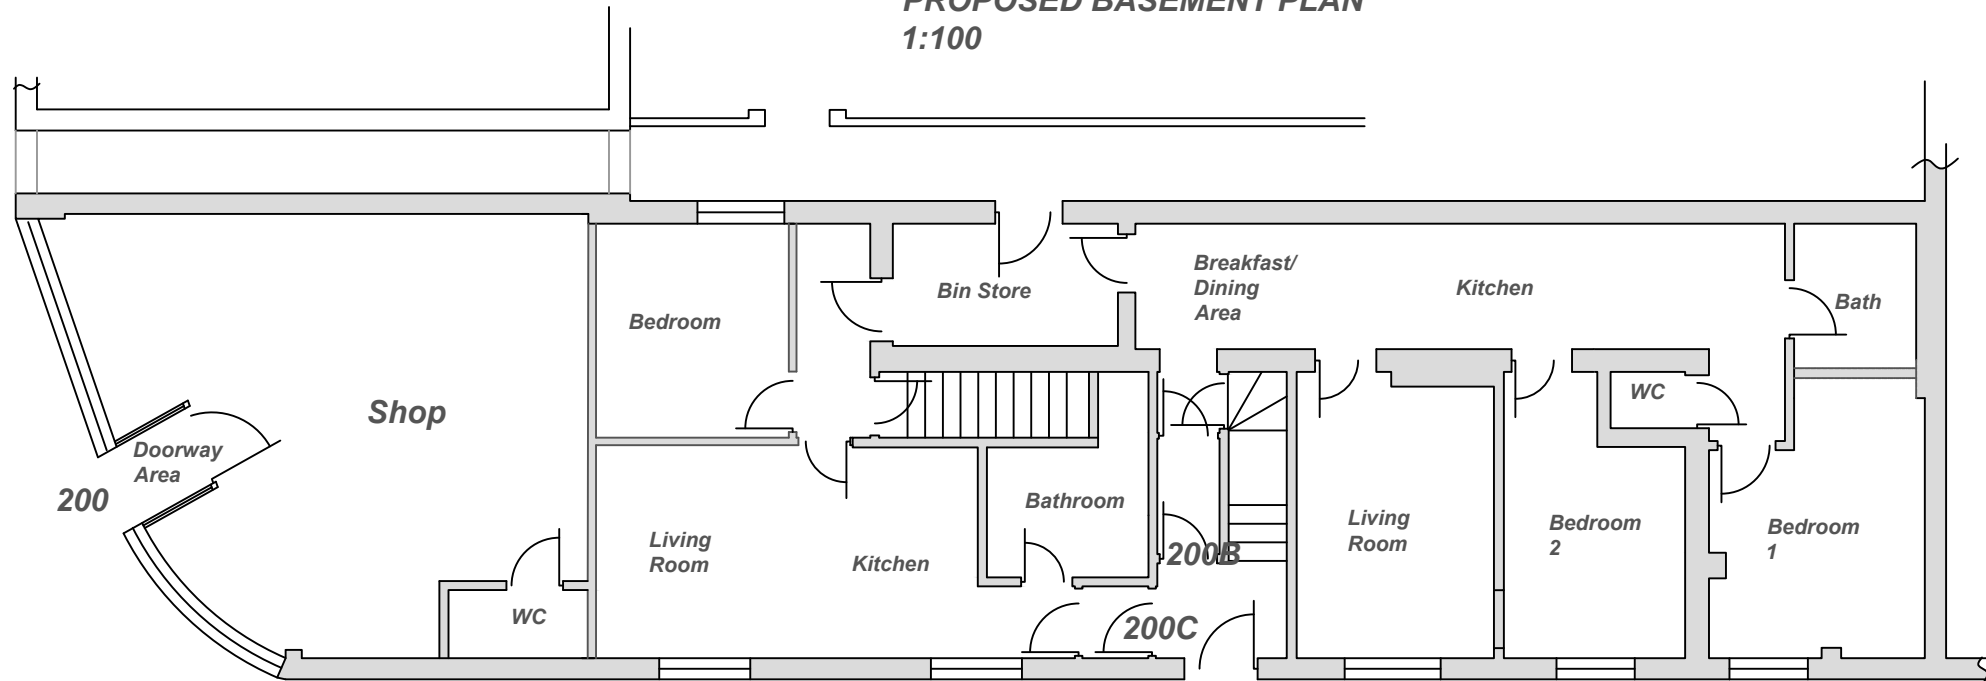 PROPOSED BASEMENT PLAN
1:100
Breakfast/
Dining
Area
Kitchen
Bin Store
Bath
Bedroom
Shop
WC
Doorway
Area
200
Bathroom
Living
Room
Bedroom
2
Bedroom
1
Living
Room
Kitchen
200B
WC
200C